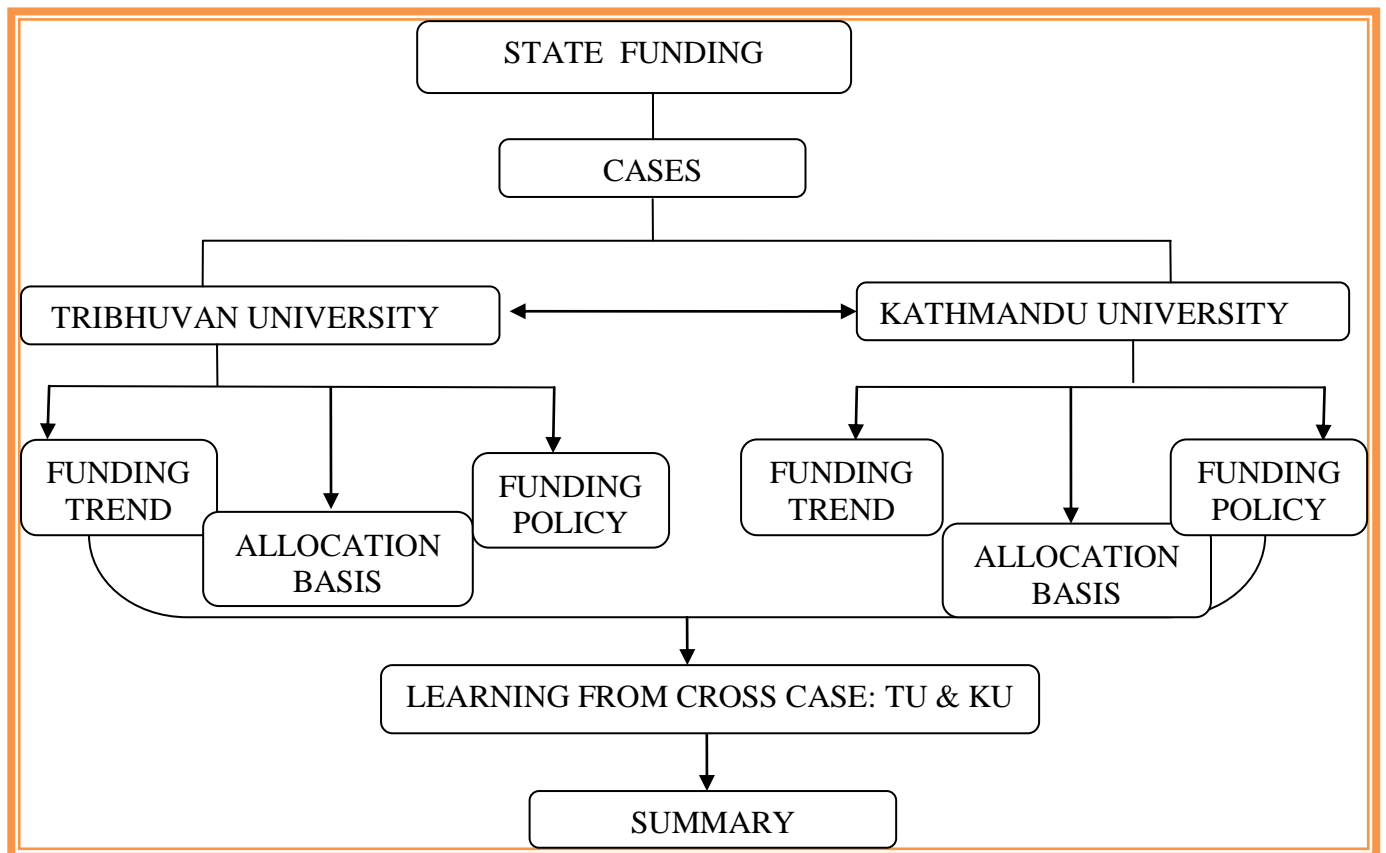 STATE FUNDING
CASES
TRIBHUVAN UNIVERSITY
KATHMANDU UNIVERSITY
FUNDING
TREND
ALLOCATION
BASIS
FUNDING
POLICY
FUNDING
TREND
ALLOCATION
BASIS
FUNDING
POLICY
LEARNING FROM CROSS CASE: TU & KU
SUMMARY